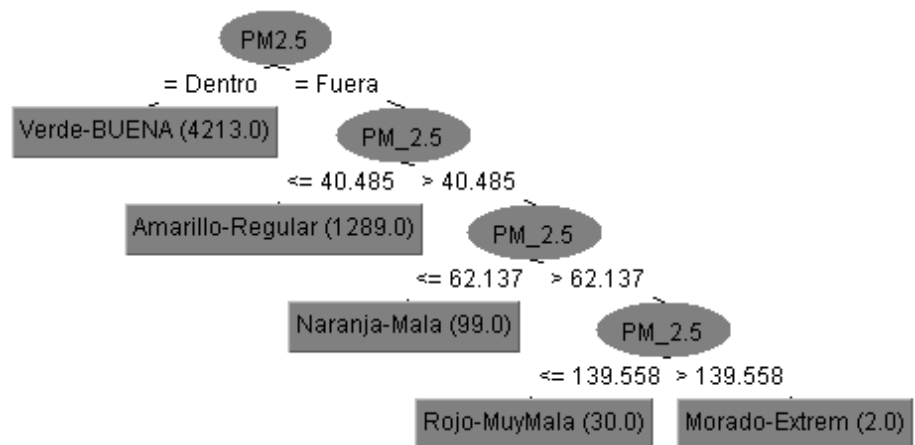 PM2.5
= Dentro = Fuera
Verde-BUENA (4213.0)
PM_2.5
<= 40.485 > 40.485
Amarillo-Regular (1289.0)
PM_2.5
<= 62.137 > 62.137
Naranja-Mala (99.0)
PM_2.5
<= 139.558 > 139.558
Rojo-MuyMala (30.0) Morado-Extrem (2.0)